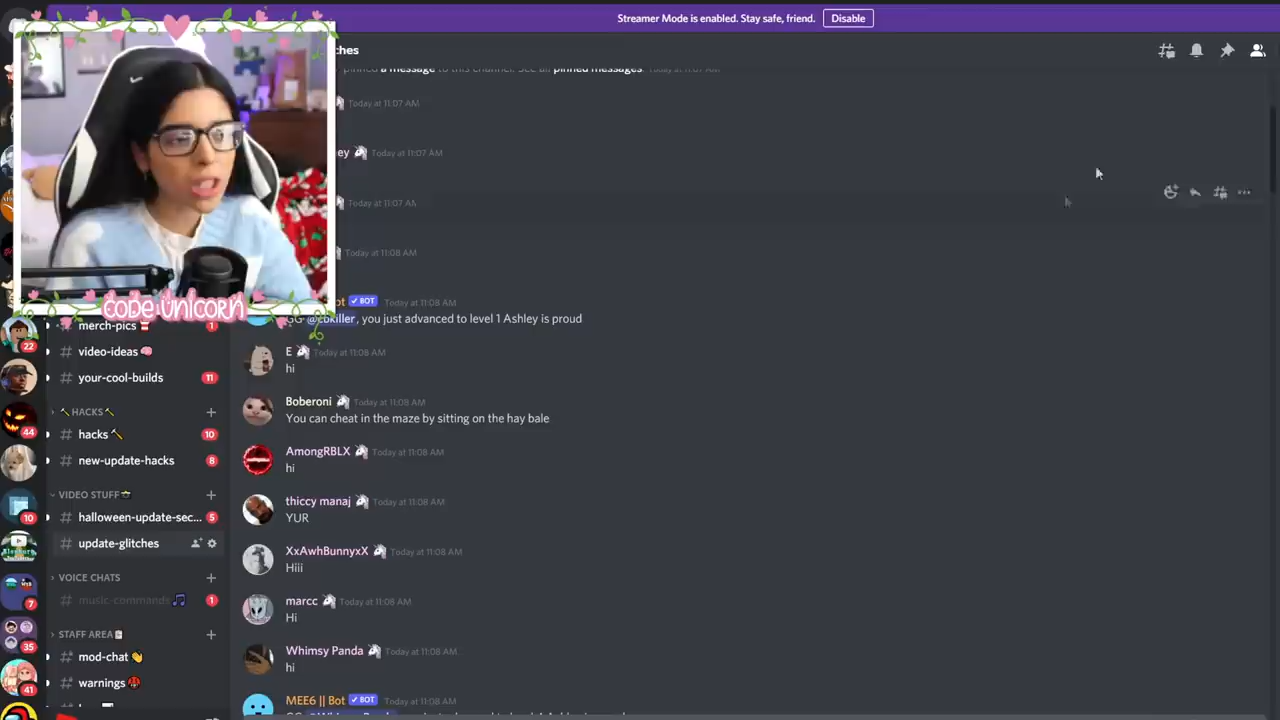 Streamer Mode is enabled. Stay safe, friend.
Disable
a message to this channel. See all pinned messages. Today at 11:07 AM
Today at 11:07 AM
Today at 11:07 AM
Today at 11:07 AM
Today at 11:08 AM
BOT Today at 11:08 AM
, you just advanced to level 1 Ashley is proud
E Today at 11:08 AM
hi
Boberoni Today at 11:08 AM
You can cheat in the maze by sitting on the hay bale
AmongRBLX Today at 11:08 AM
hi
thiccy manaj Today at 11:08 AM
YUR
XxAwhBunnyxX Today at 11:08 AM
Hiii
marcc Today at 11:08 AM
Hi
Whimsy Panda Today at 11:08 AM
hi
MEE6 || Bot BOT Today at 11:08 AM
CODE UNICORN
merch-pics 1
video-ideas
your-cool-builds 11
HACKS
hacks 10
new-update-hacks 8
VIDEO STUFF
halloween-update-sec... 5
update-glitches
VOICE CHATS
music-commands 1
STAFF AREA
mod-chat
warnings
22
44
10
7
35
41